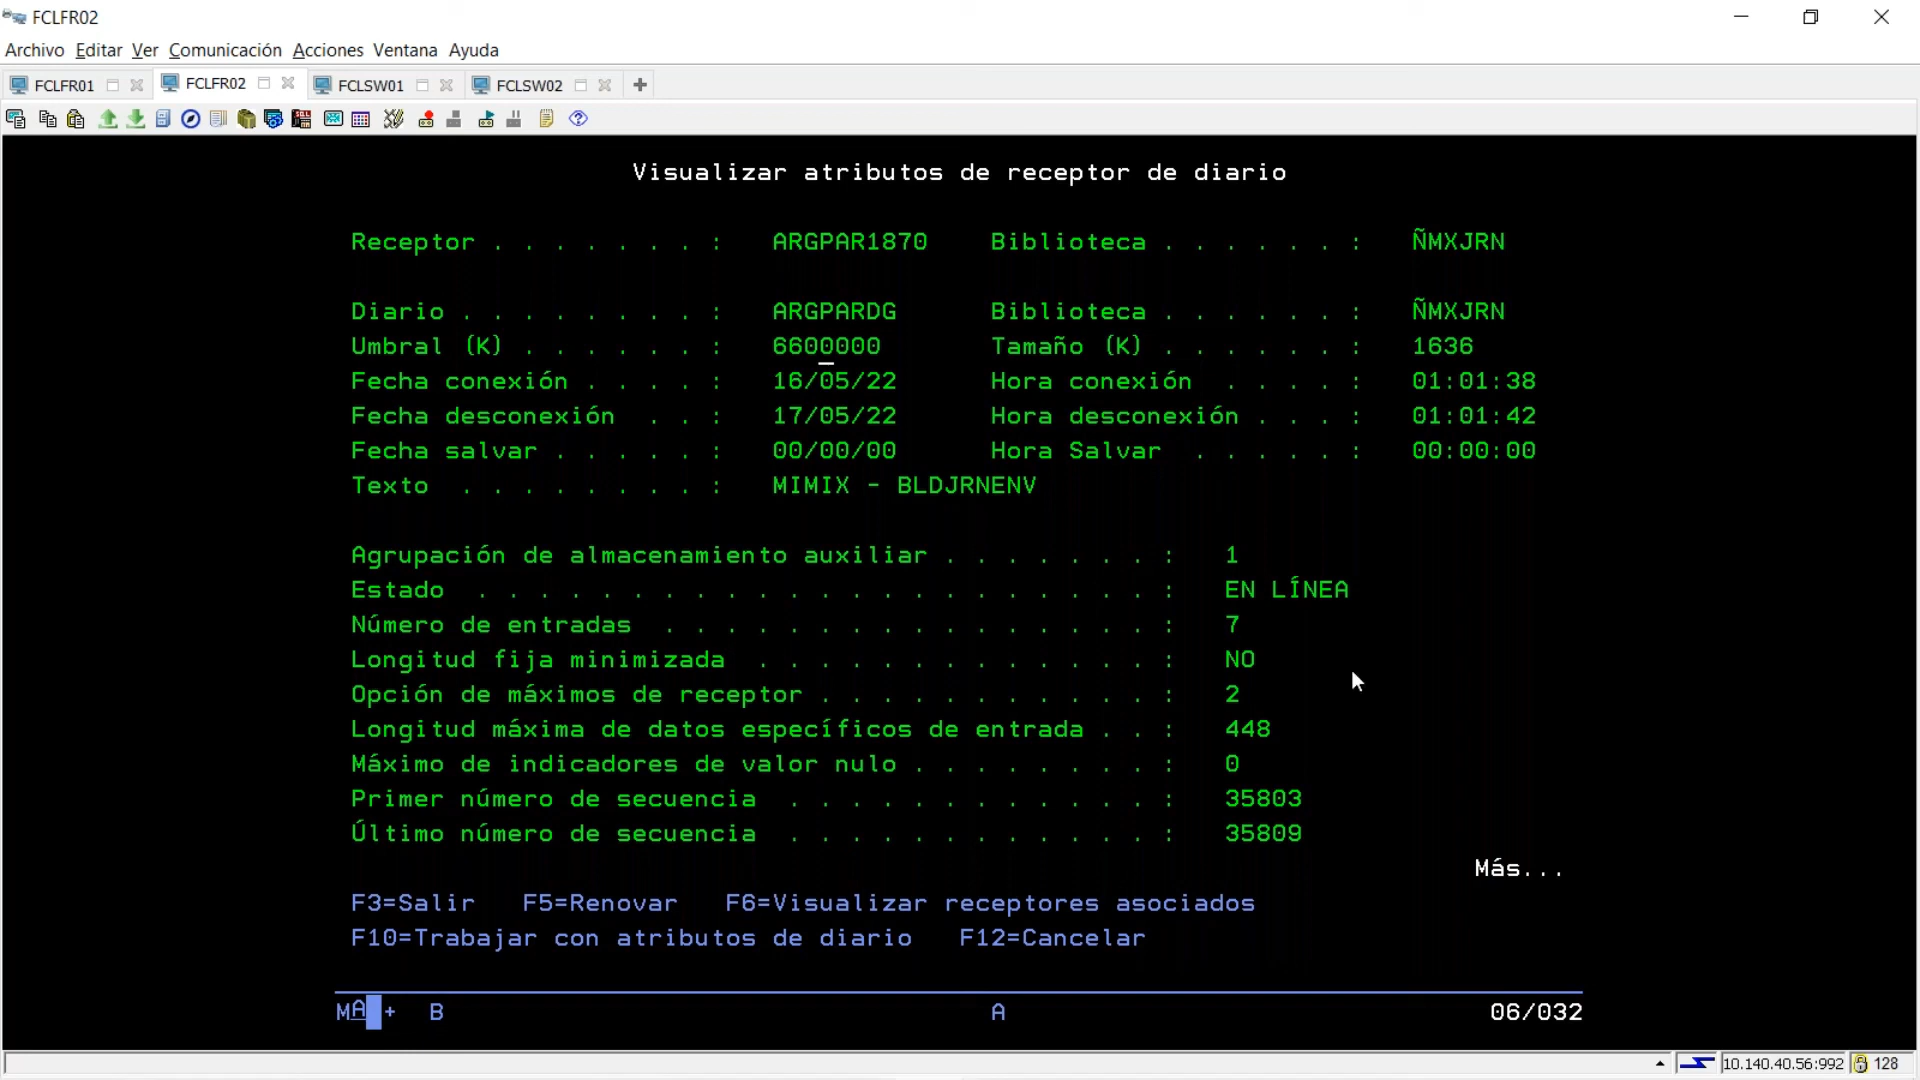 FCLFR02
Archivo Editar Ver Comunicación Acciones Ventana Ayuda
FCLFR01 FCLFR02 FCLSW01 FCLSW02
Visualizar atributos de receptor de diario
Receptor . . . . . . . : ARGPAR1870 Biblioteca . . . . . . : ÑMXJRN
Diario . . . . . . . . : ARGPARDG Biblioteca . . . . . . : ÑMXJRN
Umbral (K) . . . . . . : 6600000 Tamaño (K) . . . . . . : 1636
Fecha conexión . . . . : 16/05/22 Hora conexión . . . . : 01:01:38
Fecha desconexión . . : 17/05/22 Hora desconexión . . . : 01:01:42
Fecha salvar . . . . . : 00/00/00 Hora Salvar . . . . . : 00:00:00
Texto . . . . . . . . : MIMIX - BLDJRNENV
Agrupación de almacenamiento auxiliar . . . . . . . : 1
Estado . . . . . . . . . . . . . . . . . . . . . . : EN LÍNEA
Número de entradas . . . . . . . . . . . . . . . . : 7
Longitud fija minimizada . . . . . . . . . . . . . : NO
Opción de máximos de receptor . . . . . . . . . . . : 2
Longitud máxima de datos específicos de entrada . . : 448
Máximo de indicadores de valor nulo . . . . . . . . : 0
Primer número de secuencia . . . . . . . . . . . . : 35803
Último número de secuencia . . . . . . . . . . . . : 35809
Más...
F3=Salir F5=Renovar F6=Visualizar receptores asociados
F10=Trabajar con atributos de diario F12=Cancelar
MA + B A 06/032
10.140.40.56:992 128